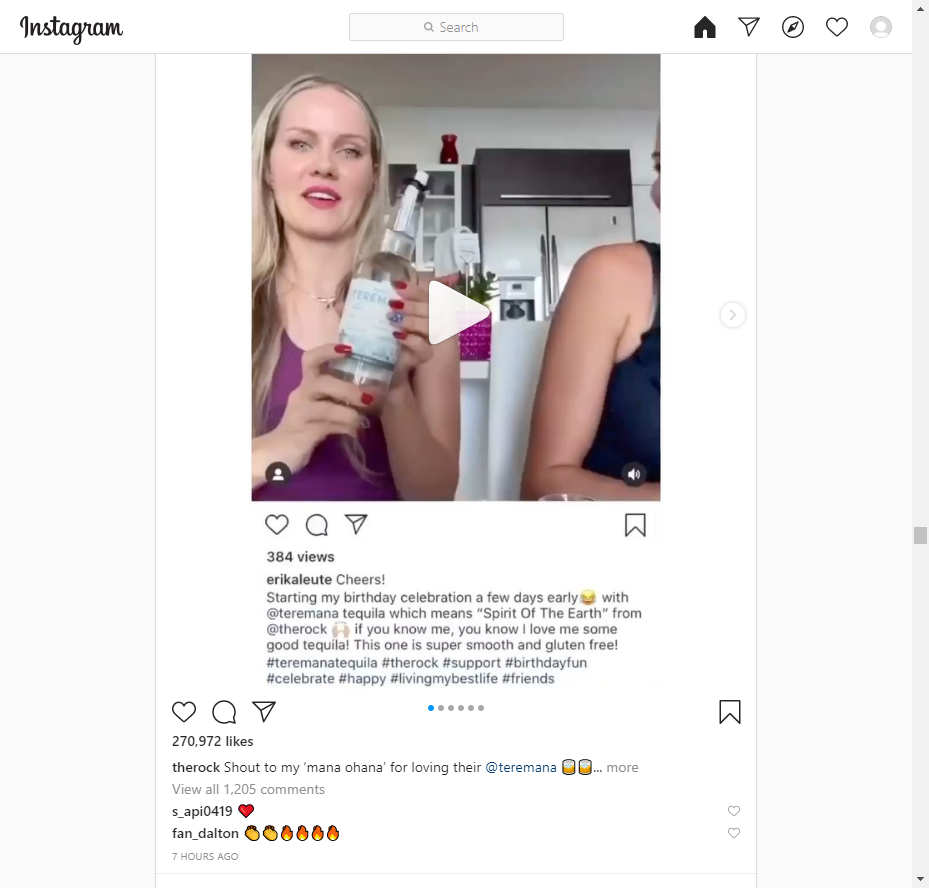 Instagram
Search
TEREM
384 views
erikaleute Cheers!
Starting my birthday celebration a few days early😂 with
@teremana tequila which means “Spirit Of The Earth” from
@therock 🙌🏻 if you know me, you know I love me some
good tequila! This one is super smooth and gluten free!
#teremanatequila #therock #support #birthdayfun
#celebrate #happy #livingmybestlife #friends
270,972 likes
therock Shout to my ‘mana ohana’ for loving their @teremana 🥃🥃... more
View all 1,205 comments
s_api0419 ❤️
fan_dalton 👏👏🔥🔥🔥🔥
7 HOURS AGO